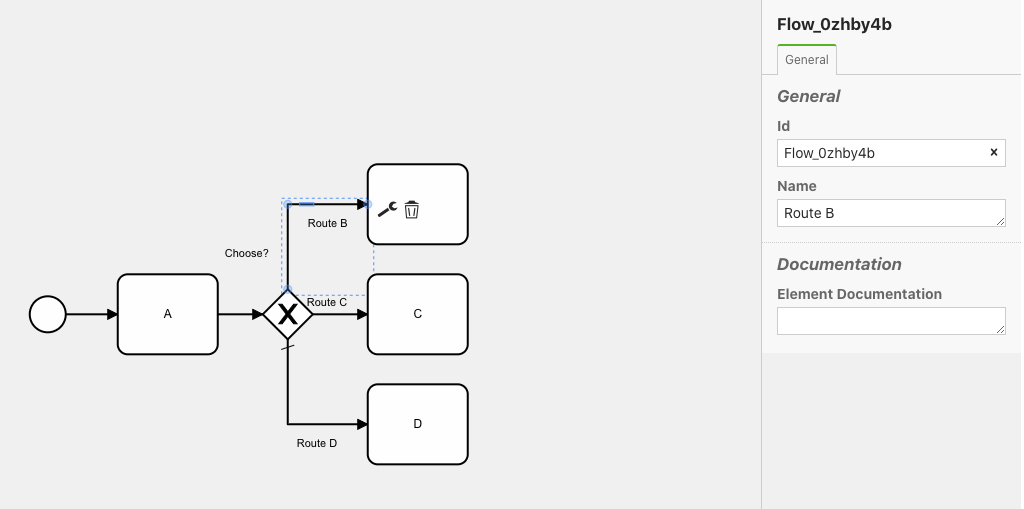 Flow_0zhby4b
General
General
Id
Flow_0zhby4b
Name
Route B
Documentation
Element Documentation
Route B
Choose?
Route C
A
X
C
D
Route D